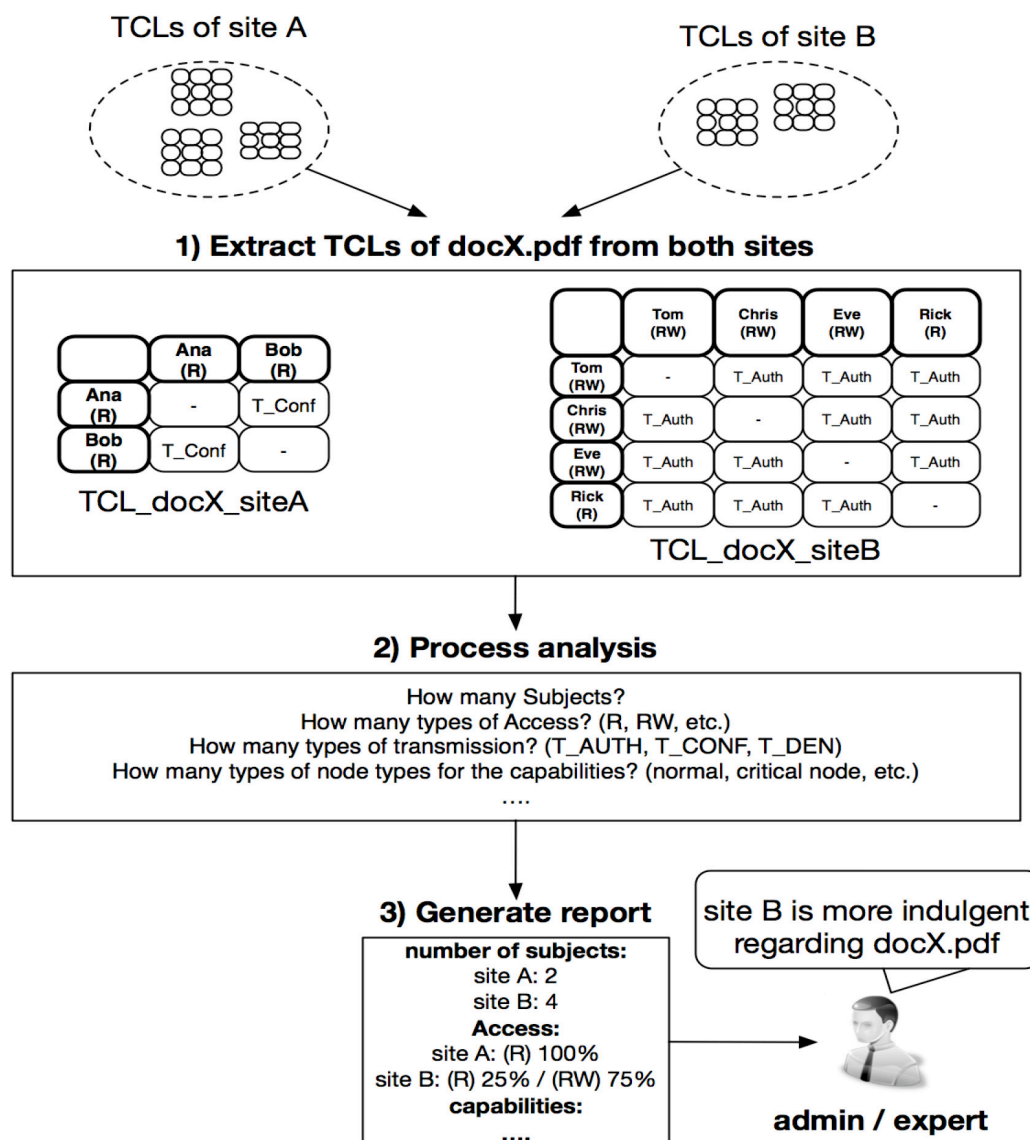 TCLs of site A
TCLs of site B
1) Extract TCLs of docX.pdf from both sites
Ana
(R)
Bob
(R)
Ana
(R)
-
T_Conf
Bob
(R)
T_Conf
-
TCL_docX_siteA
Tom
(RW)
Chris
(RW)
Eve
(RW)
Rick
(R)
Tom
(RW)
-
T_Auth
T_Auth
T_Auth
Chris
(RW)
T_Auth
-
T_Auth
T_Auth
Eve
(RW)
T_Auth
T_Auth
-
T_Auth
Rick
(R)
T_Auth
T_Auth
T_Auth
-
TCL_docX_siteB
2) Process analysis
How many Subjects?
How many types of Access? (R, RW, etc.)
How many types of transmission? (T_AUTH, T_CONF, T_DEN)
How many types of node types for the capabilities? (normal, critical node, etc.)
....
3) Generate report
number of subjects:
site A: 2
site B: 4
Access:
site A: (R) 100%
site B: (R) 25% / (RW) 75%
capabilities:
....
site B is more indulgent
regarding docX.pdf
admin / expert